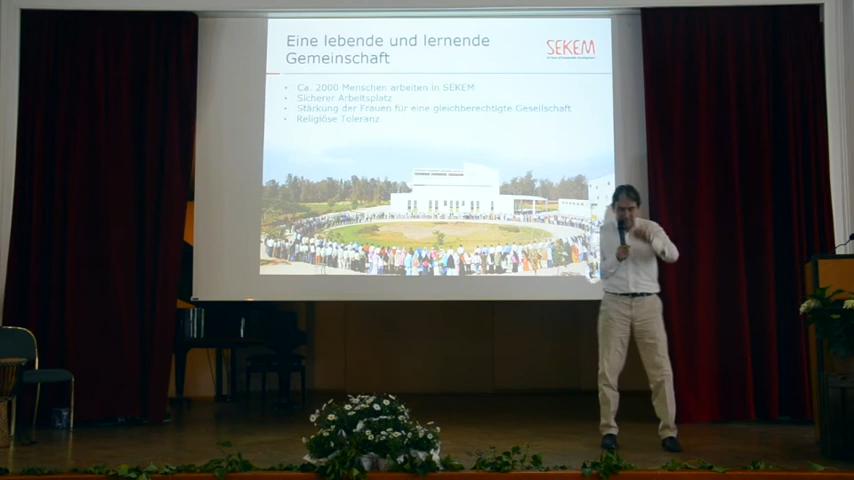 Eine lebende und lernende
Gemeinschaft
SEKEM
• Ca. 2000 Menschen arbeiten in SEKEM
• Sicherer Arbeitsplatz
• Stärkung der Frauen für eine gleichberechtigte Gesellschaft
• Religiöse Toleranz